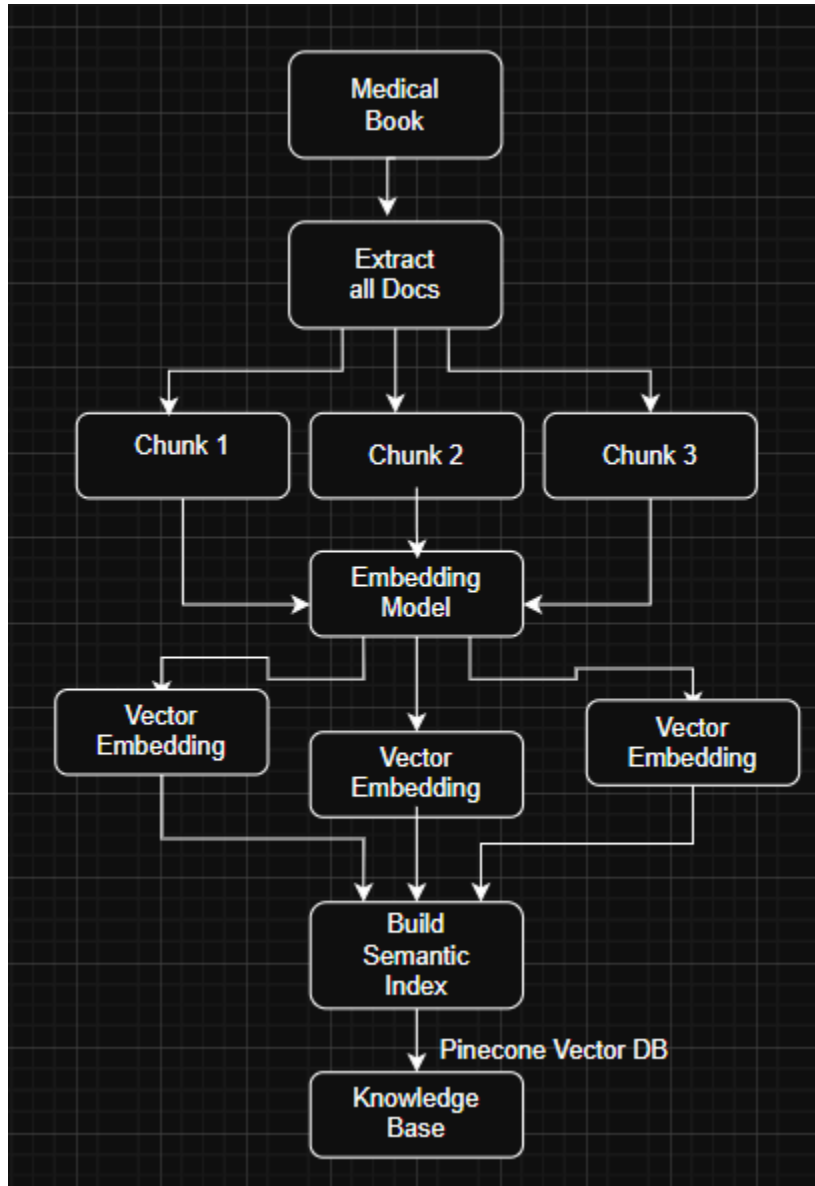 Medical
Book
Extract
all Docs
Chunk 1
Chunk 2
Chunk 3
Embedding
Model
Vector
Embedding
Vector
Embedding
Vector
Embedding
Build
Semantic
Index
Pinecone Vector DB
Knowledge
Base